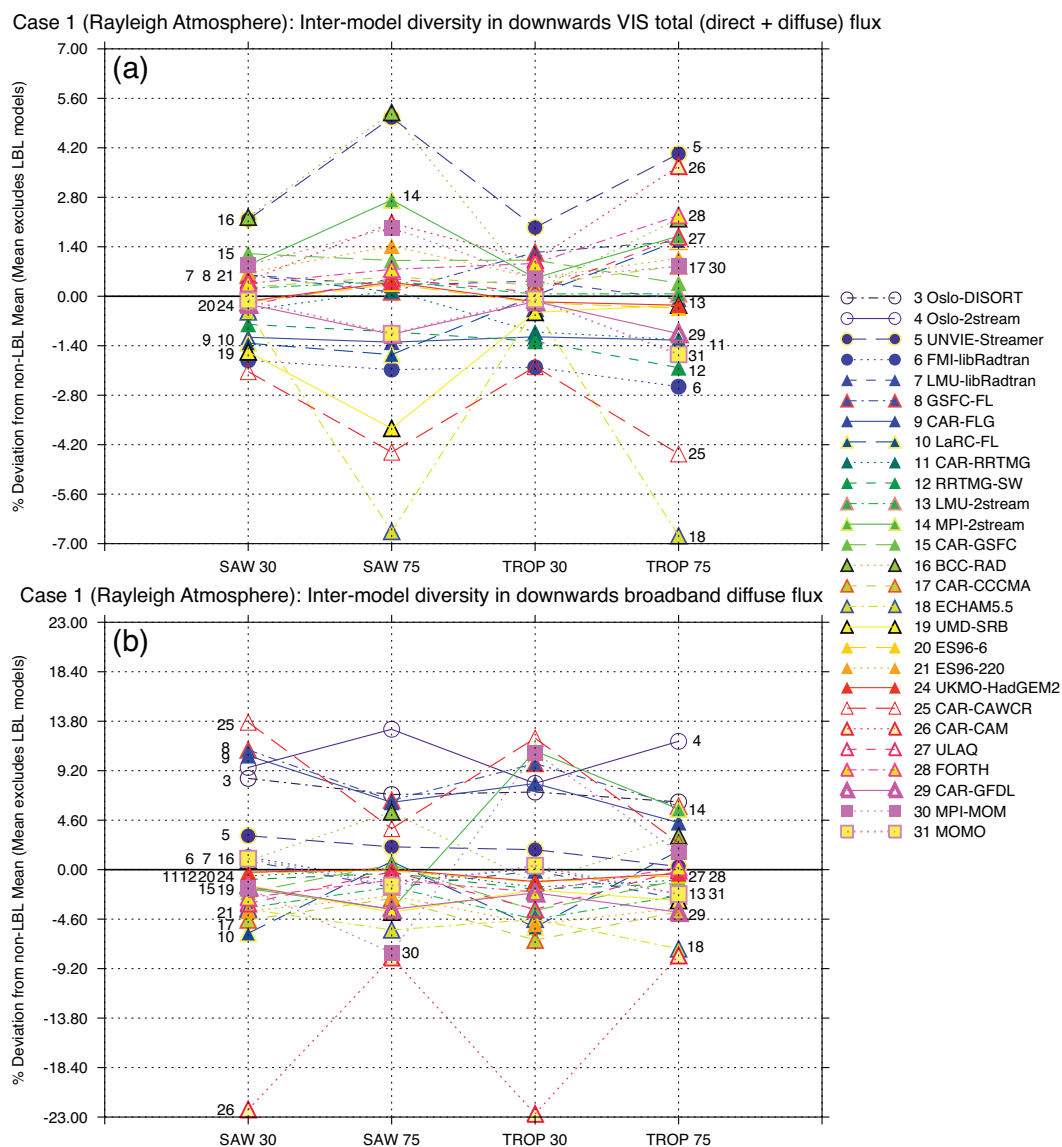 Case 1 (Rayleigh Atmosphere): Inter-model diversity in downwards VIS total (direct + diffuse) flux
(a)
% Deviation from non-LBL Mean (Mean excludes LBL models)
7.00
5.60
4.20
2.80
1.40
0.00
-1.40
-2.80
-4.20
-5.60
-7.00
16
15
7 8 21
20 24
9 10
19
14
5
26
28
27
17 30
13
29 11
31
12
6
25
18
SAW 30 SAW 75 TROP 30 TROP 75
Case 1 (Rayleigh Atmosphere): Inter-model diversity in downwards broadband diffuse flux
(b)
% Deviation from non-LBL Mean (Mean excludes LBL models)
23.00
18.40
13.80
9.20
4.60
0.00
-4.60
-9.20
-13.80
-18.40
-23.00
25
8
9
3
5
6 7 16
11 12 20 24
15 19
21
17
10
26
30
4
14
27 28
13 31
29
18
SAW 30 SAW 75 TROP 30 TROP 75
3 Oslo-DISORT
4 Oslo-2stream
5 UNVIE-Streamer
6 FMI-libRadtran
7 LMU-libRadtran
8 GSFC-FL
9 CAR-FLG
10 LaRC-FL
11 CAR-RRTMG
12 RRTMG-SW
13 LMU-2stream
14 MPI-2stream
15 CAR-GSFC
16 BCC-RAD
17 CAR-CCCMA
18 ECHAM5.5
19 UMD-SRB
20 ES96-6
21 ES96-220
24 UKMO-HadGEM2
25 CAR-CAWCR
26 CAR-CAM
27 ULAQ
28 FORTH
29 CAR-GFDL
30 MPI-MOM
31 MOMO